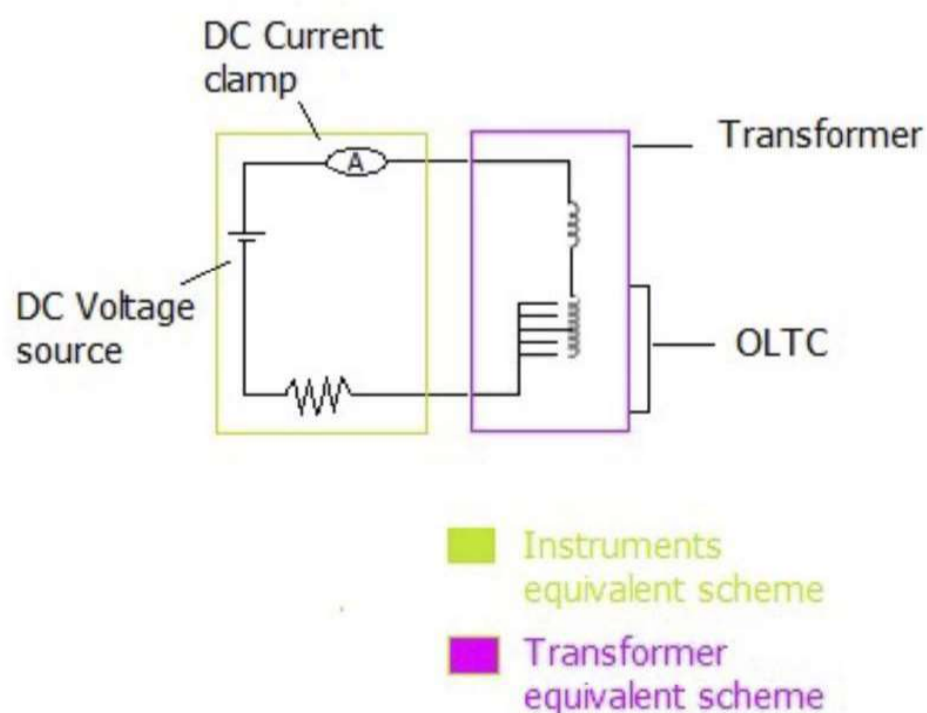 DC Current
clamp
A
Transformer
DC Voltage
source
OLTC
Instruments
equivalent scheme
Transformer
equivalent scheme